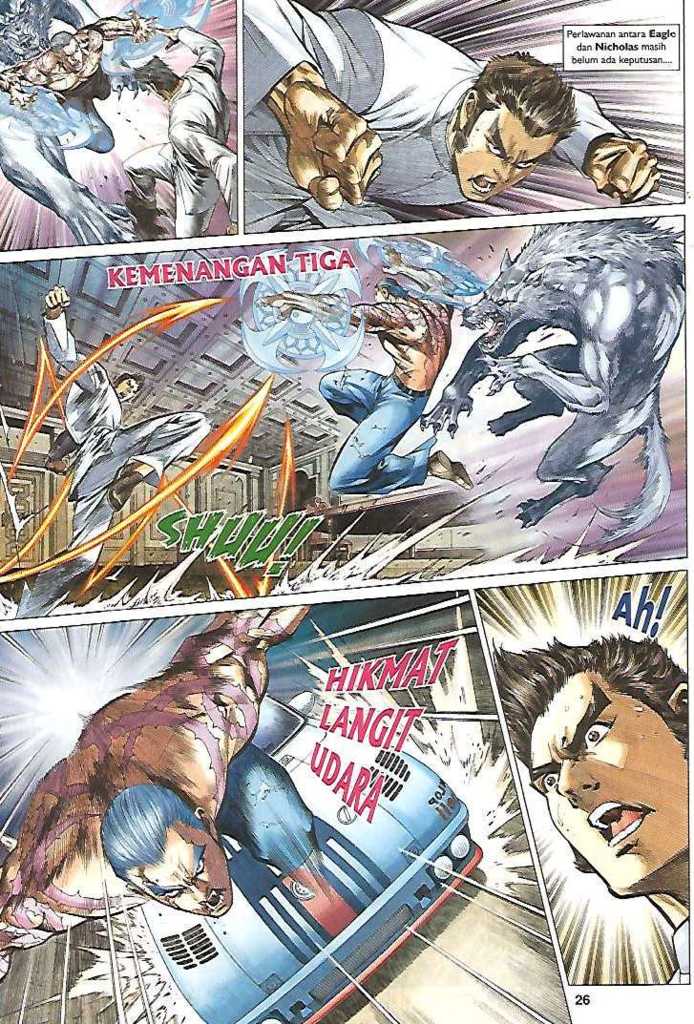 Perlawanan antara Eagle
dan Nicholas masih
belum ada keputusan....
KEMENANGAN TIGA
SHUU!!
HIKMAT
LANGIT
UDARA
Ah!
26